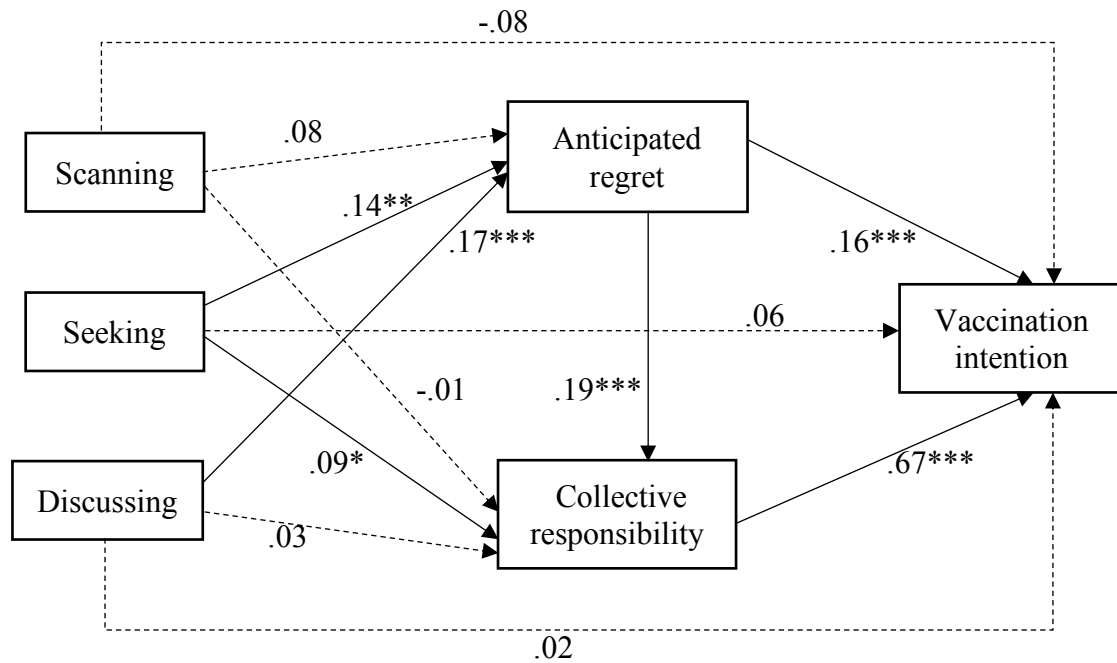 -.08
Scanning
.08
Anticipated
regret
.14**
.17***
.16***
Seeking
.06
Vaccination
intention
-.01
.19***
Discussing
.09*
Collective
responsibility
.67***
.03
.02